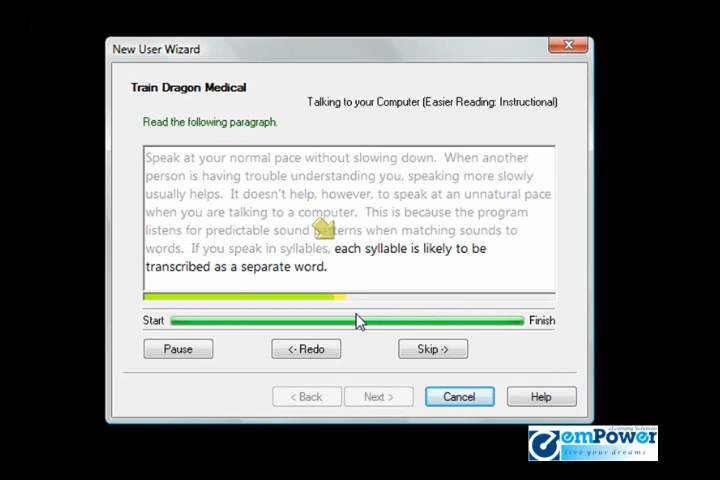 New User Wizard
Train Dragon Medical
Talking to your Computer (Easier Reading: Instructional)
Read the following paragraph.
Speak at your normal pace without slowing down. When another
person is having trouble understanding you, speaking more slowly
usually helps. It doesn't help, however, to speak at an unnatural pace
when you are talking to a computer. This is because the program
listens for predictable sound patterns when matching sounds to
words. If you speak in syllables, each syllable is likely to be
transcribed as a separate word.
Start Finish
Pause <- Redo Skip ->
< Back Next > Cancel Help
eLearning Solutions
emPower
live your dreams